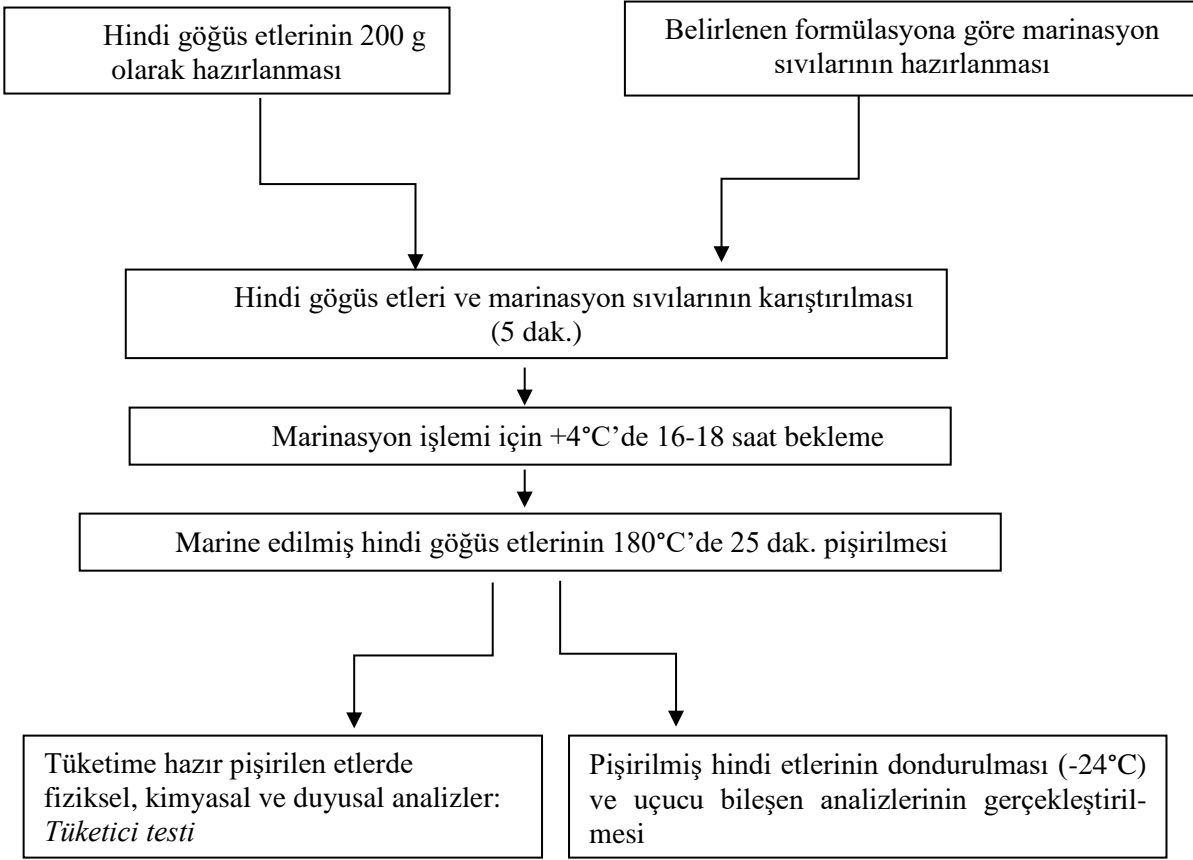 Hindi göğüs etlerinin 200 g
olarak hazırlanması
Belirlenen formülasyona göre marinasyon
sıvılarının hazırlanması
Hindi gögüs etleri ve marinasyon sıvılarının karıştırılması
(5 dak.)
Marinasyon işlemi için +4°C’de 16-18 saat bekleme
Marine edilmiş hindi göğüs etlerinin 180°C’de 25 dak. pişirilmesi
Tüketime hazır pişirilen etlerde
fiziksel, kimyasal ve duyusal analizler:
Tüketici testi
Pişirilmiş hindi etlerinin dondurulması (-24°C)
ve uçucu bileşen analizlerinin gerçekleştiril-
mesi